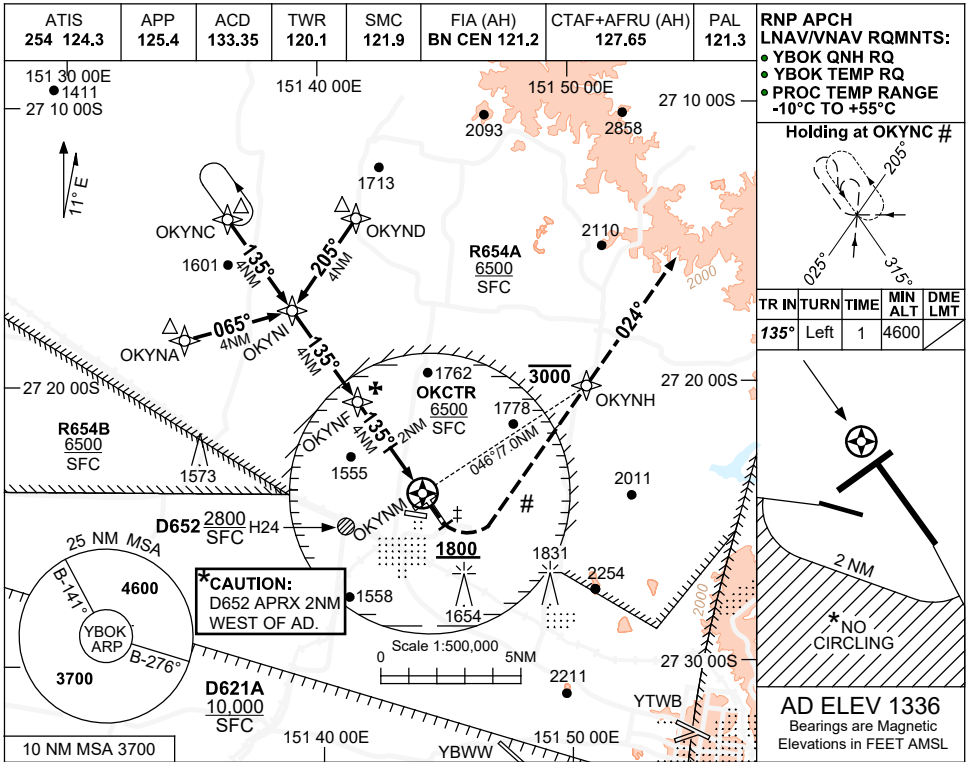 ATIS
254 124.3
APP
125.4
ACD
133.35
TWR
120.1
SMC
121.9
FIA (AH)
BN CEN 121.2
CTAF+AFRU (AH)
127.65
PAL
121.3
RNP APCH
LNAV/VNAV RQMNTS:
• YBOK QNH RQ
• YBOK TEMP RQ
• PROC TEMP RANGE
-10°C TO +55°C
151 30 00E
151 40 00E
151 50 00E
1411
27 10 00S
27 10 00S
2093
2858
11° E
1713
OKYNC
OKYND
135°
4NM
205°
4NM
1601
R654A
6500
SFC
2110
2000
065°
4NM
OKYNA
OKYNI
135°
4NM
024°
27 20 00S
27 20 00S
1762
OKCTR
6500
SFC
3000
OKYNH
R654B
6500
SFC
OKYNF
135°
4NM
2NM
1778
046°/7.0NM
1573
1555
2011
D652 2800
SFC
H24
OKYNM
‡
#
1800
25 NM MSA
B-141°
4600
YBOK
ARP
B-276°
3700
*CAUTION:
D652 APRX 2NM
WEST OF AD.
1558
1654
1831
2254
2000
Scale 1:500,000
0
5NM
27 30 00S
D621A
10,000
SFC
2211
YTWB
10 NM MSA 3700
151 40 00E
YBWW
151 50 00E
Holding at OKYNC #
205°
025°
315°
TR IN
TURN
TIME
MIN
ALT
DME
LMT
135°
Left
1
4600
2 NM
*NO
CIRCLING
AD ELEV 1336
Bearings are Magnetic
Elevations in FEET AMSL